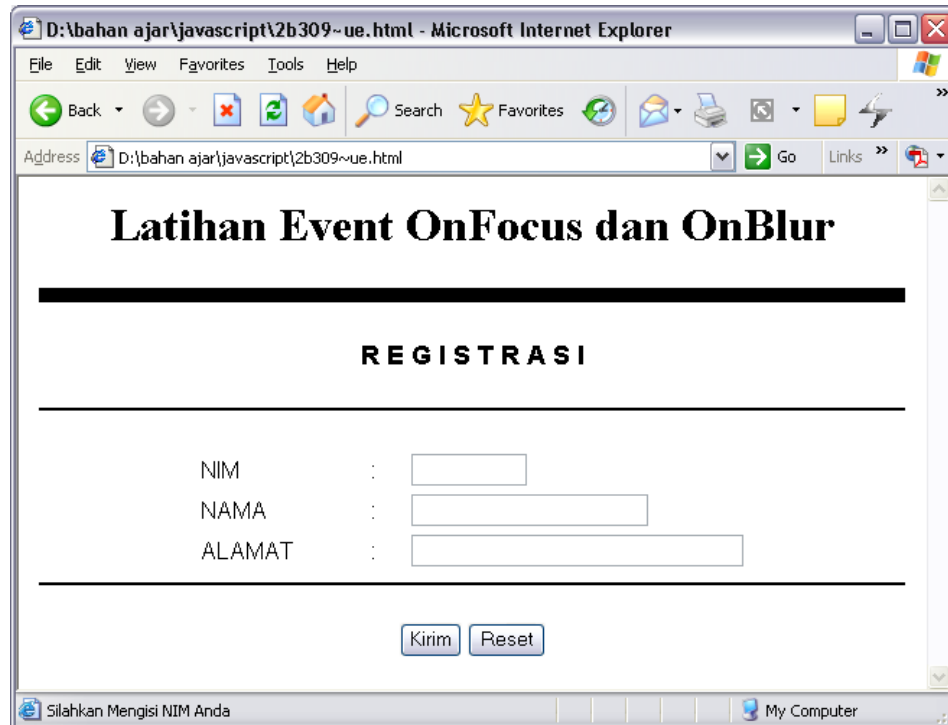 D:\bahan ajar\javascript\2b309~ue.html - Microsoft Internet Explorer
File Edit View Favorites Tools Help
Back Search Favorites »
Address D:\bahan ajar\javascript\2b309~ue.html Go Links »
Latihan Event OnFocus dan OnBlur
R E G I S T R A S I
NIM :
NAMA :
ALAMAT :
Kirim Reset
Silahkan Mengisi NIM Anda My Computer